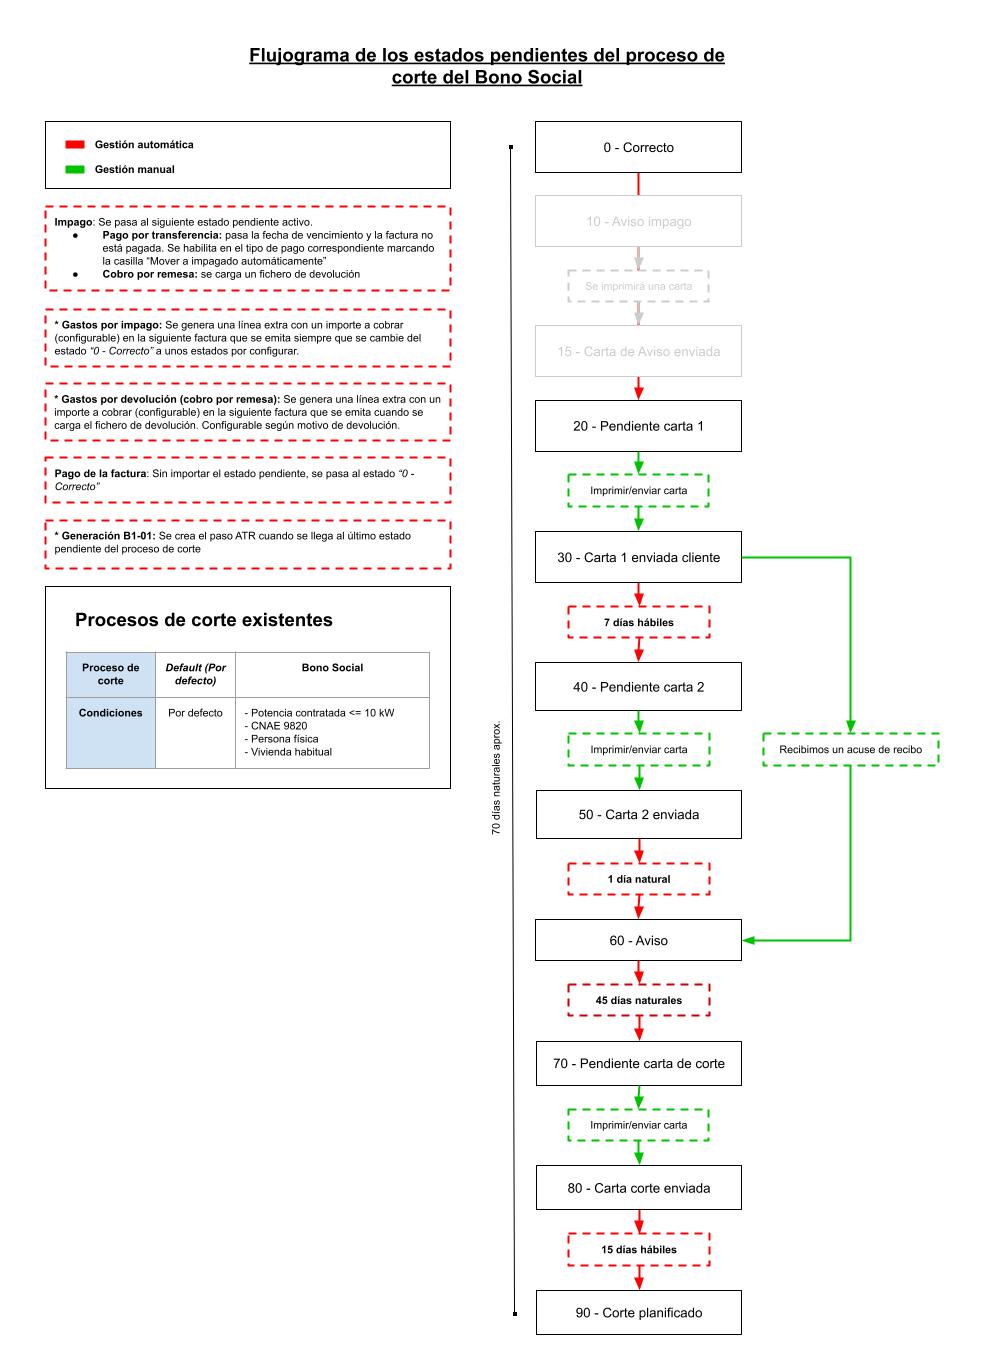 Flujograma de los estados pendientes del proceso de
corte del Bono Social
Gestión automática
Gestión manual
Impago: Se pasa al siguiente estado pendiente activo.
● Pago por transferencia: pasa la fecha de vencimiento y la factura no
está pagada. Se habilita en el tipo de pago correspondiente marcando
la casilla “Mover a impagado automáticamente”
● Cobro por remesa: se carga un fichero de devolución
* Gastos por impago: Se genera una línea extra con un importe a cobrar
(configurable) en la siguiente factura que se emita siempre que se cambie del
estado “0 - Correcto” a unos estados por configurar.
* Gastos por devolución (cobro por remesa): Se genera una línea extra con un
importe a cobrar (configurable) en la siguiente factura que se emita cuando se
carga el fichero de devolución. Configurable según motivo de devolución.
Pago de la factura: Sin importar el estado pendiente, se pasa al estado “0 -
Correcto”
* Generación B1-01: Se crea el paso ATR cuando se llega al último estado
pendiente del proceso de corte
Procesos de corte existentes
Proceso de
corte
Default (Por
defecto)
Bono Social
Condiciones
Por defecto
- Potencia contratada <= 10 kW
- CNAE 9820
- Persona física
- Vivienda habitual
70 días naturales aprox.
0 - Correcto
10 - Aviso impago
Se imprimirá una carta
15 - Carta de Aviso enviada
20 - Pendiente carta 1
Imprimir/enviar carta
30 - Carta 1 enviada cliente
7 días hábiles
40 - Pendiente carta 2
Imprimir/enviar carta
Recibimos un acuse de recibo
50 - Carta 2 enviada
1 día natural
60 - Aviso
45 días naturales
70 - Pendiente carta de corte
Imprimir/enviar carta
80 - Carta corte enviada
15 días hábiles
90 - Corte planificado